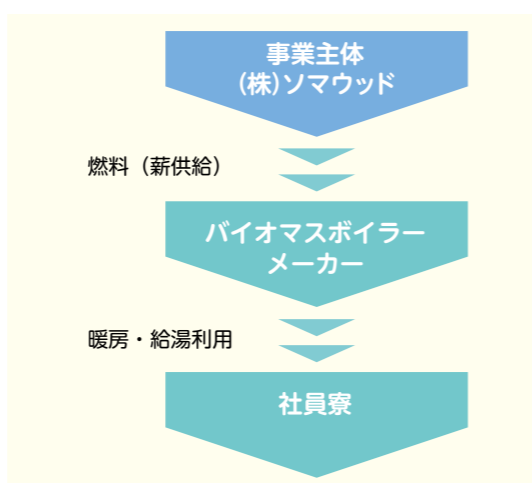 事業主体
(株)ソマウッド
燃料（薪供給）
バイオマスボイラー
メーカー
暖房・給湯利用
社員寮